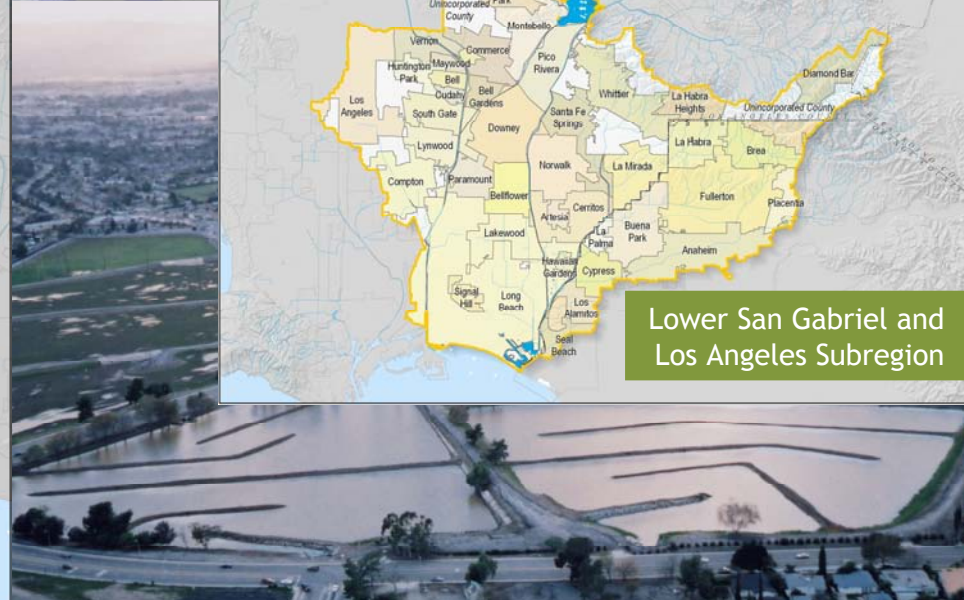 Unincorporated
County
Park
Montebello
Vernon
Commerce
Huntington
Park
Maywood
Bell
Cudahy
Bell
Gardens
Pico
Rivera
Whittier
La Habra
Heights
Diamond Bar
Unincorporated County
Los
Angeles
South Gate
Downey
Santa Fe
Springs
Lynwood
La Habra
Brea
Norwalk
La Mirada
Compton
Paramount
Bellflower
Fullerton
Placentia
Artesia
Cerritos
Lakewood
La
Palma
Buena
Park
Anaheim
Hawaiian
Gardens
Cypress
Signal
Hill
Long
Beach
Los
Alamitos
Seal
Beach
Lower San Gabriel and
Los Angeles Subregion